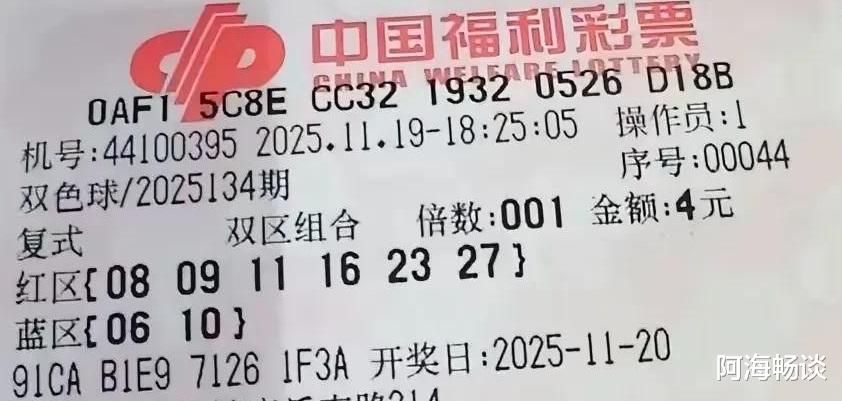 中国福利彩票
CHINA WELFARE LOTTERY
0AF1 5C8E CC32 1932 0526 D18B
机号:44100395 2025.11.19-18:25:05 操作员:1
双色球/2025134期 序号:00044
复式 双区组合 倍数:001 金额:4元
红区{08 09 11 16 23 27}
蓝区{06 10}
91CA B1E9 7126 1F3A 开奖日:2025-11-20
阿海畅谈